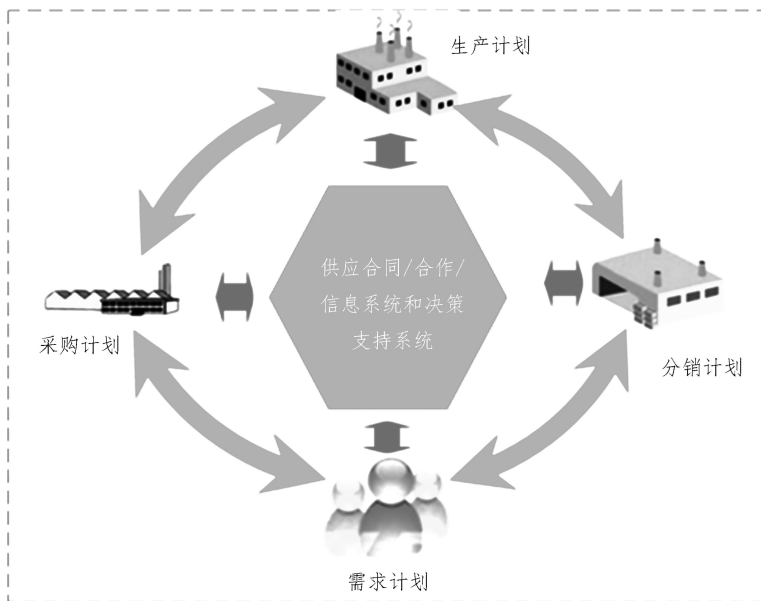 生产计划
供应合同/合作/
信息系统和决策
支持系统
采购计划
分销计划
需求计划